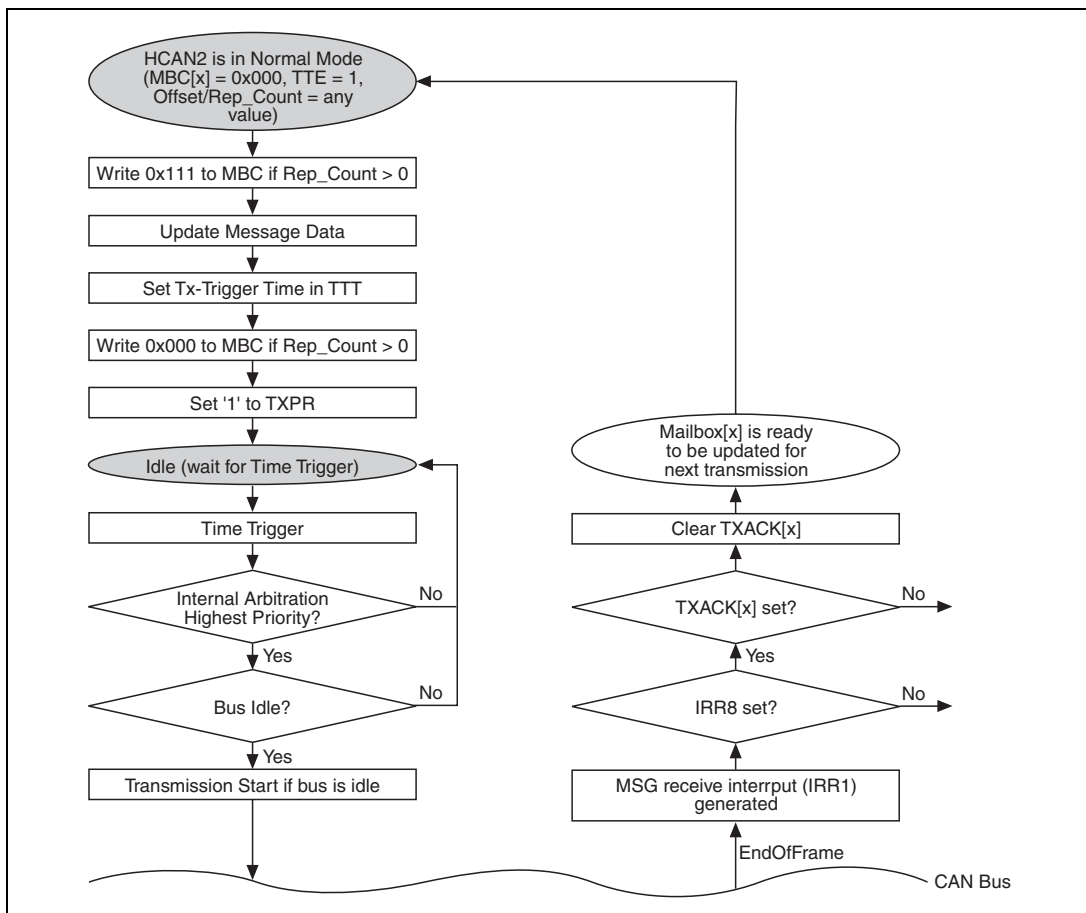 HCAN2 is in Normal Mode
(MBC[x] = 0x000, TTE = 1,
Offset/Rep_Count = any
value)
Write 0x111 to MBC if Rep_Count > 0
Update Message Data
Set Tx-Trigger Time in TTT
Write 0x000 to MBC if Rep_Count > 0
Set '1' to TXPR
Idle (wait for Time Trigger)
Time Trigger
Internal Arbitration
Highest Priority?
No
Yes
Bus Idle?
No
Yes
Transmission Start if bus is idle
Mailbox[x] is ready
to be updated for
next transmission
Clear TXACK[x]
TXACK[x] set?
No
Yes
IRR8 set?
No
MSG receive interrput (IRR1)
generated
EndOfFrame
CAN Bus